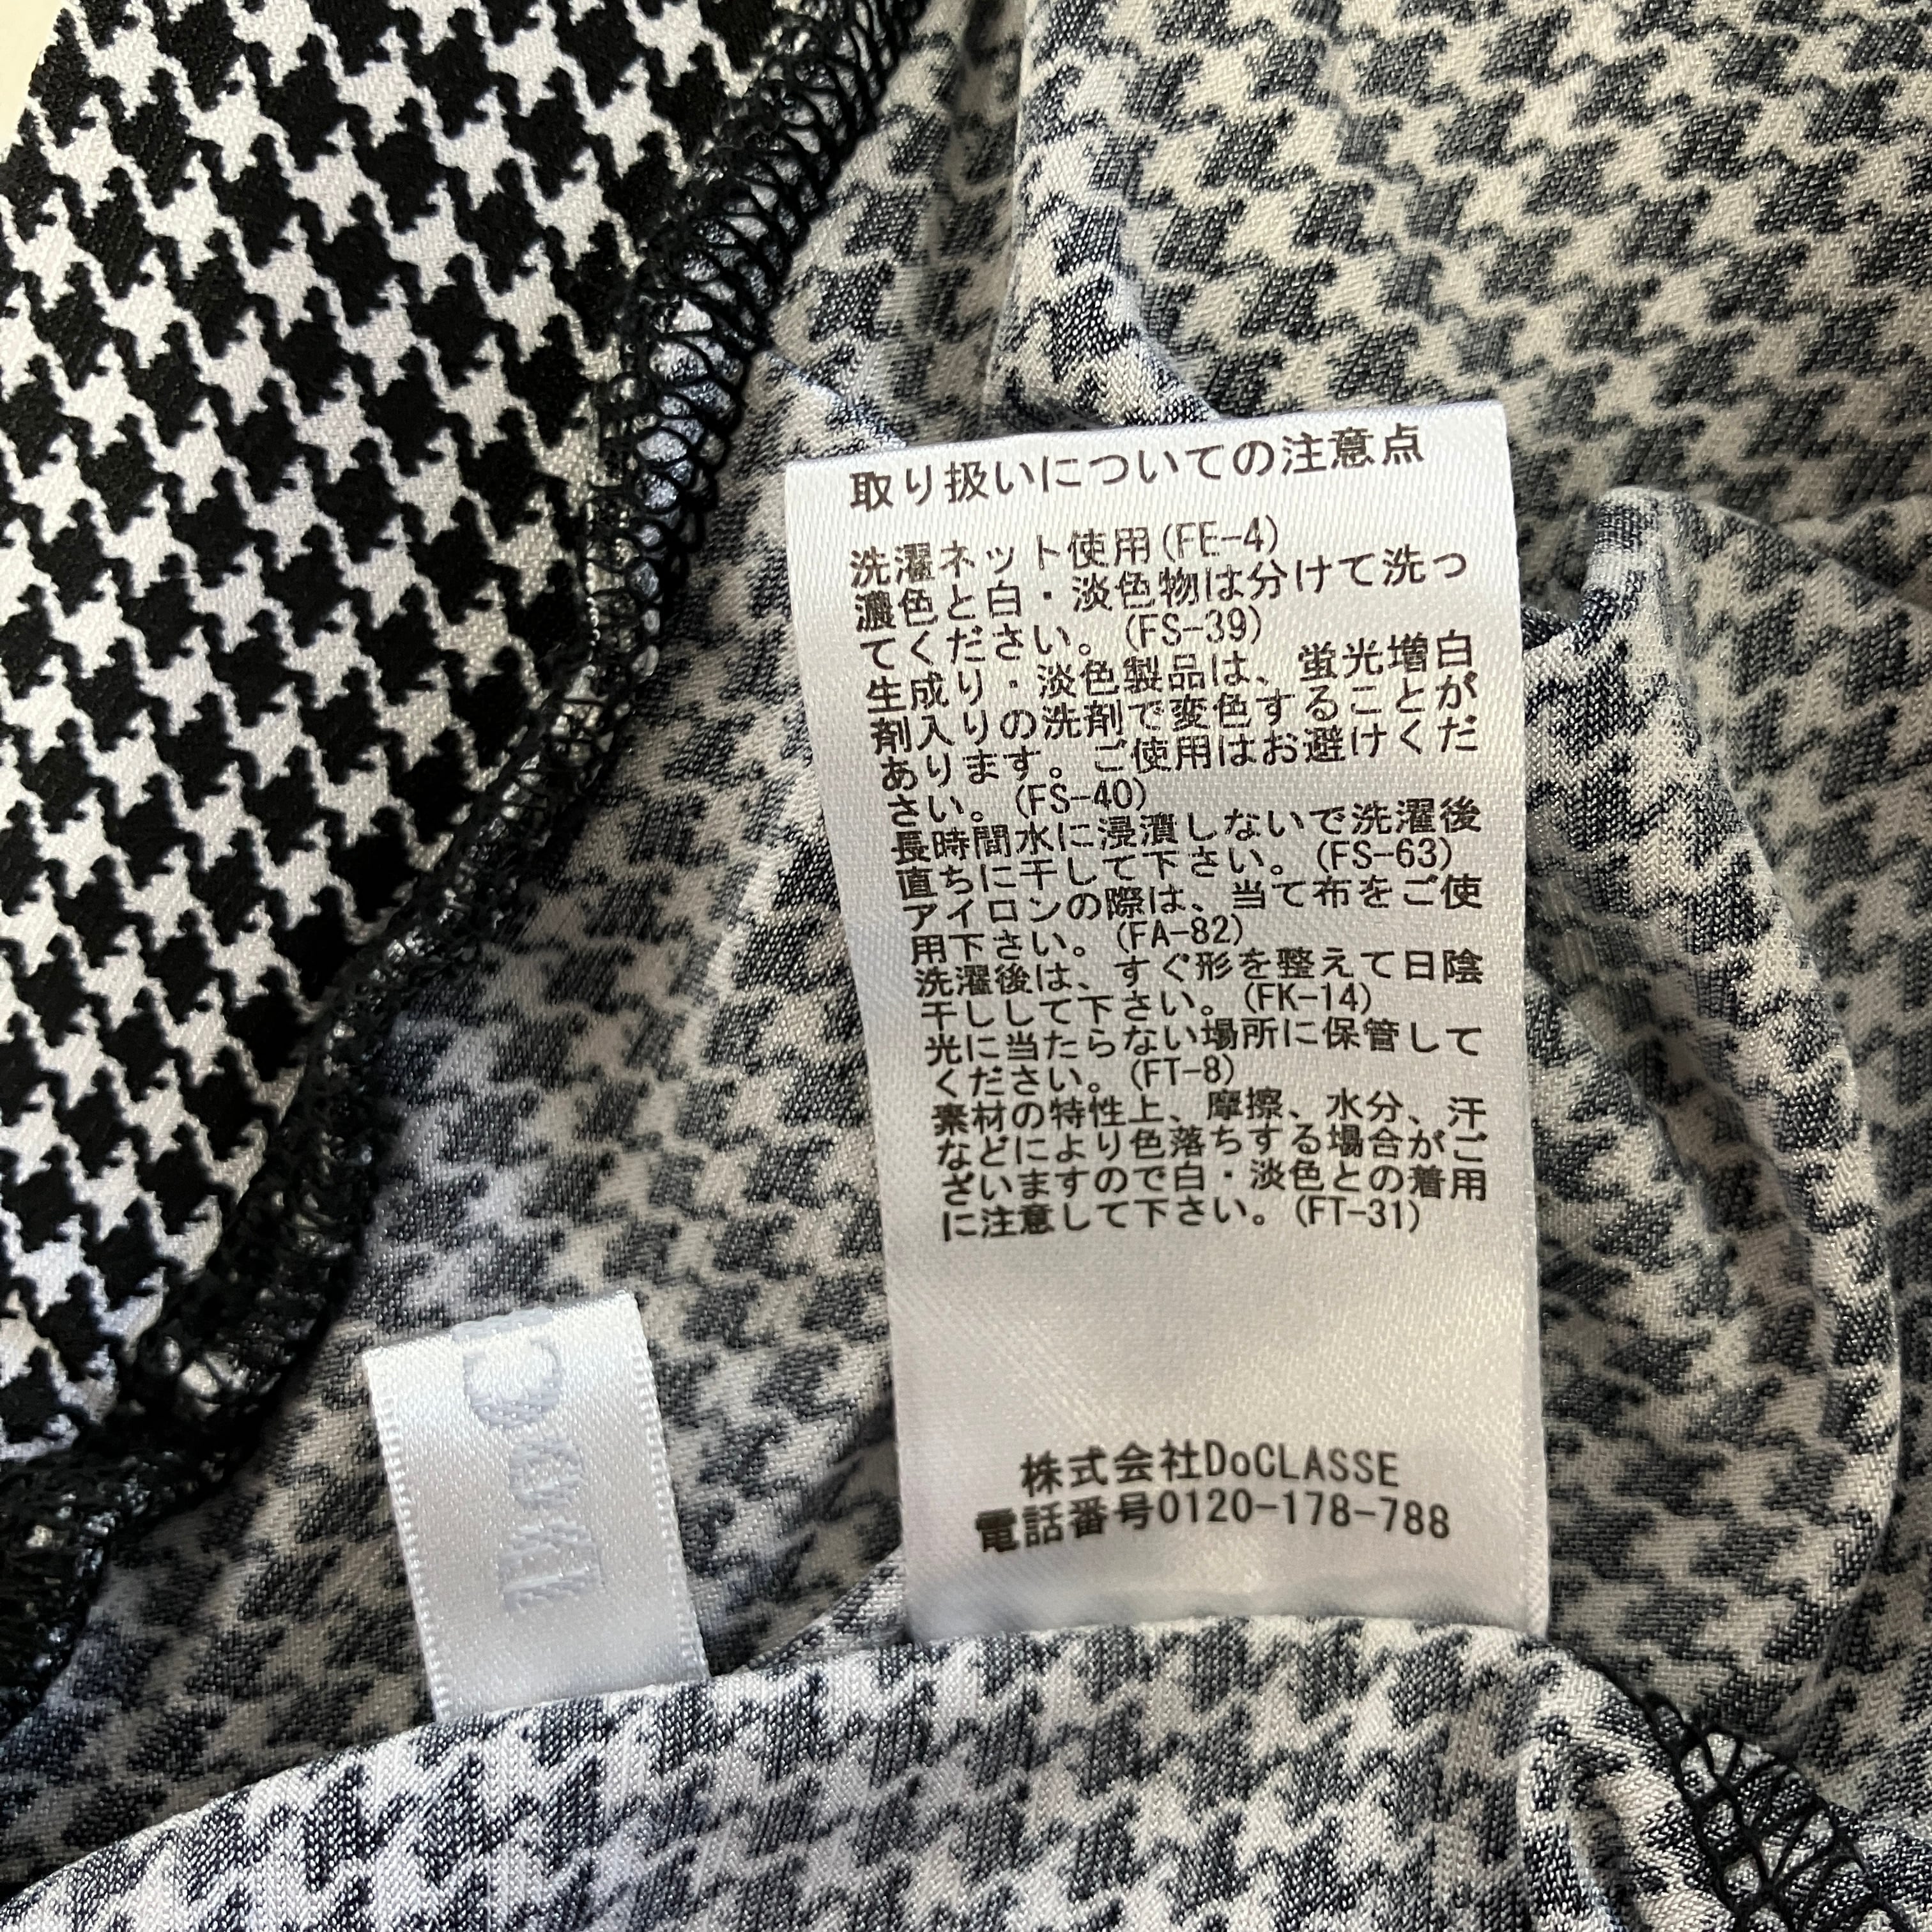 取り扱いについての注意点
洗濯ネット使用(FE-4)
濃色と白・淡色物は分けて洗っ
てください。(FS-39)
生成り・淡色製品は、蛍光増白
剤入りの洗剤で変色することが
あります。ご使用はお避けくだ
さい。(FS-40)
長時間水に浸漬しないで洗濯後
直ちに干して下さい。(FS-63)
アイロンの際は、当て布をご使
用下さい。(FA-82)
洗濯後は、すぐ形を整えて日陰
干しして下さい。(FK-14)
光に当たらない場所に保管して
ください。(FT-8)
素材の特性上、摩擦、水分、汗
などにより色落ちする場合がご
ざいますので白・淡色との着用
に注意して下さい。(FT-31)
株式会社DoCLASSE
電話番号0120-178-788